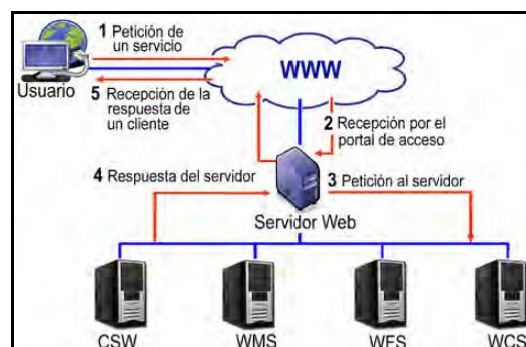 1 Petición de
un servicio
WWW
Usuario
5 Recepción de la
respuesta de
un cliente
2 Recepción por el
portal de acceso
4 Respuesta del servidor
3 Petición al servidor
Servidor Web
CSW
WMS
WFS
WCS